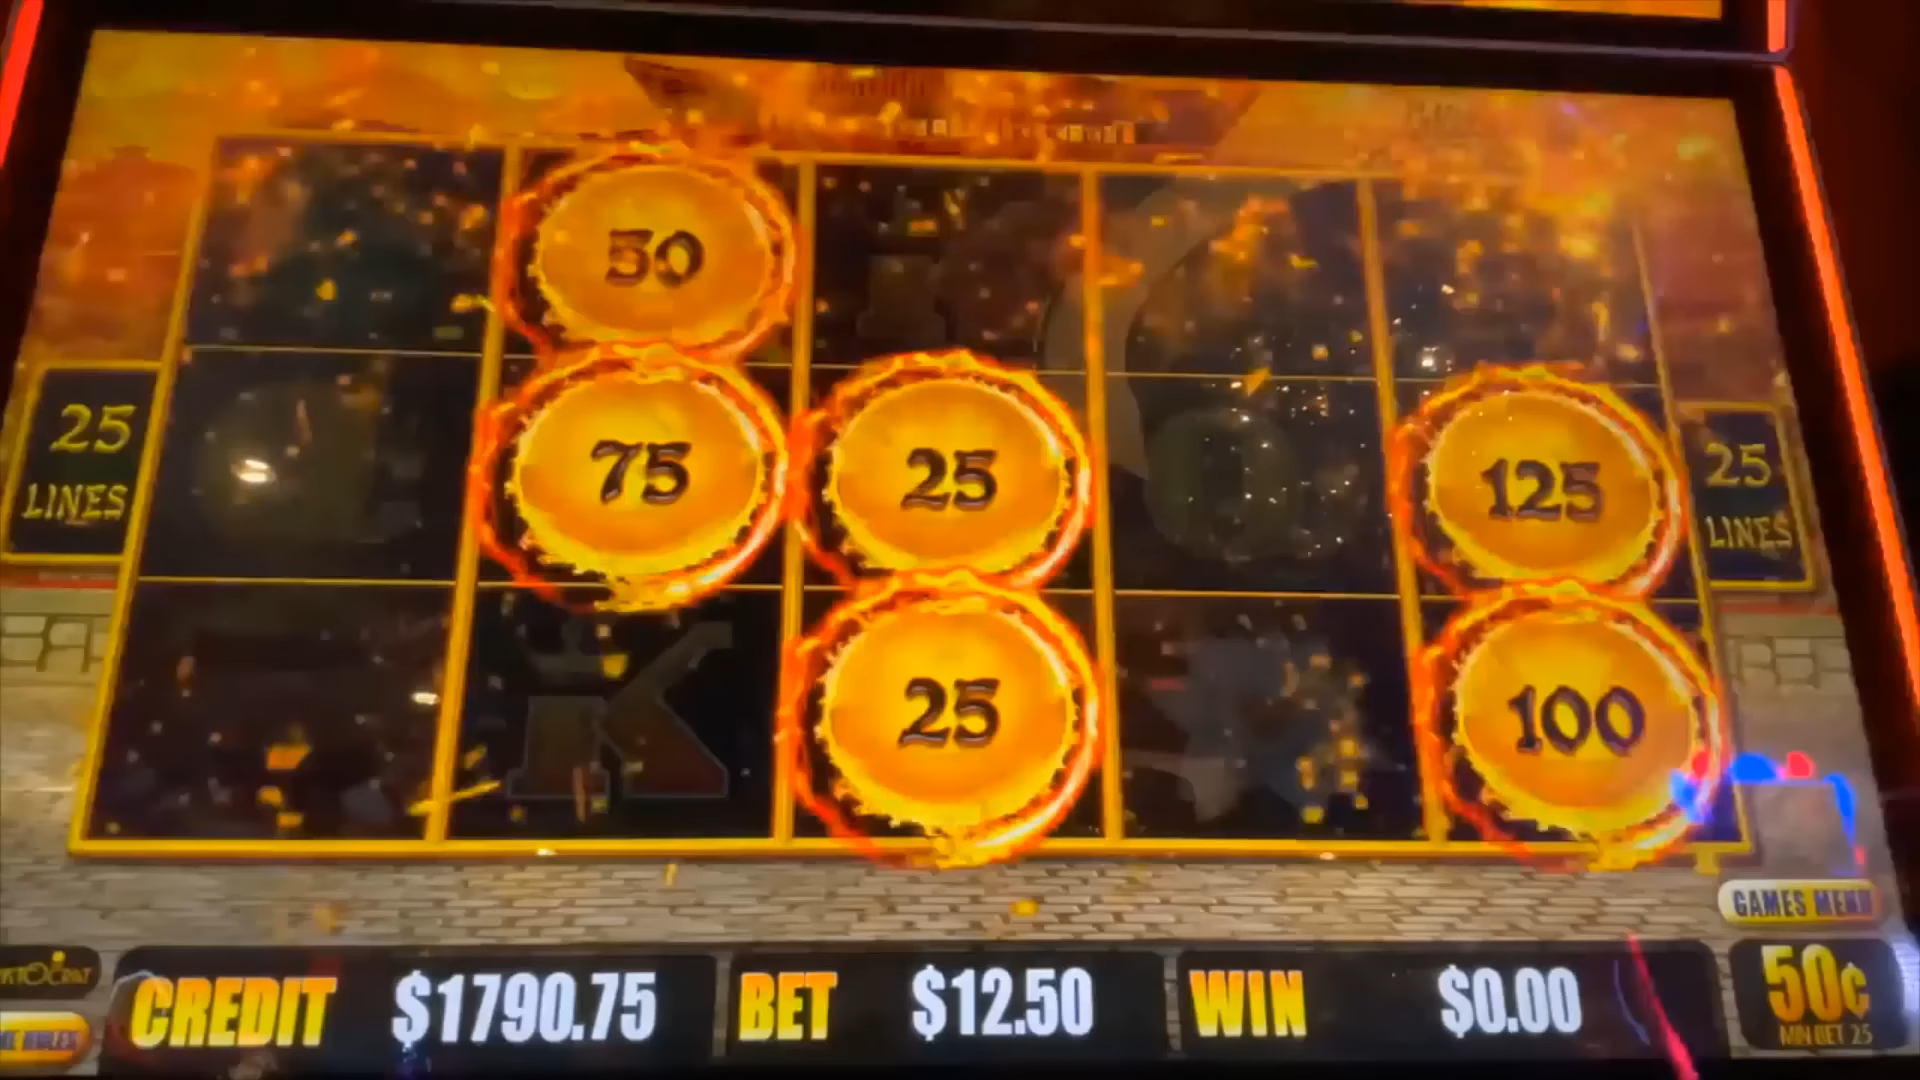 50
75
25
125
25
LINES
25
LINES
K
25
100
GAMES MENU
CREDIT $1790.75
BET $12.50
WIN $0.00
50¢
MIN BET 25